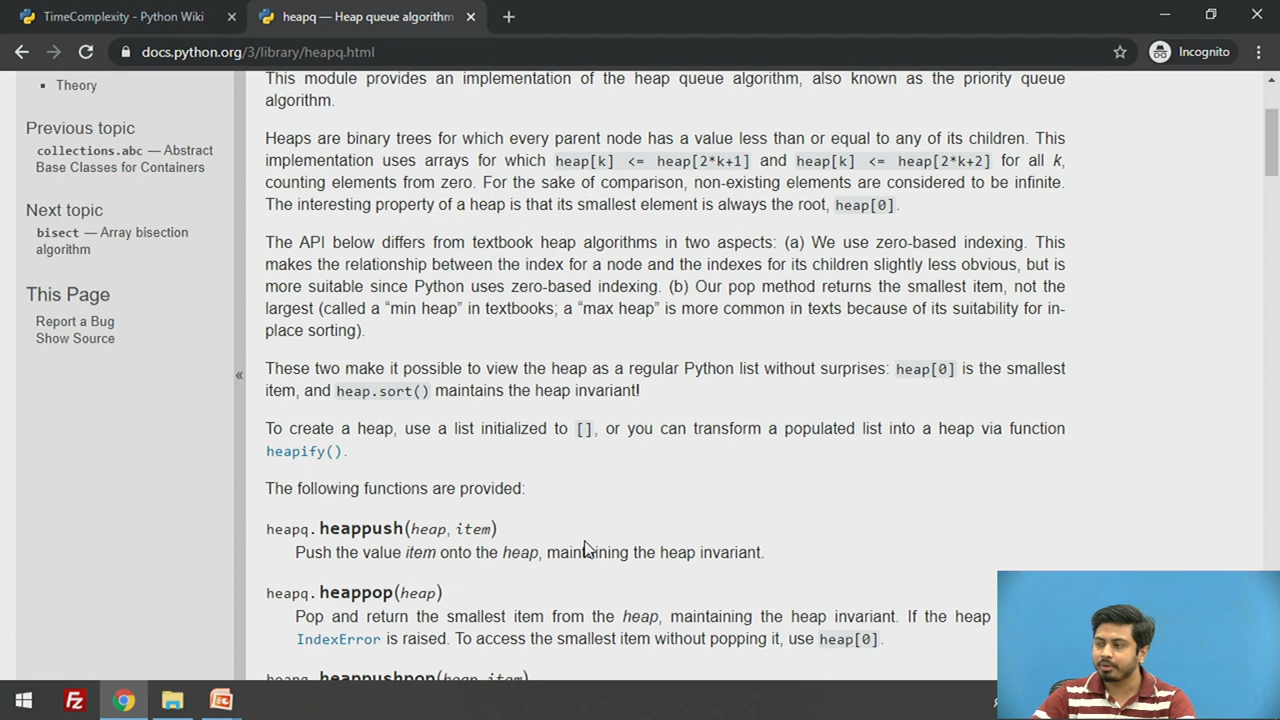 TimeComplexity - Python Wiki
heapq — Heap queue algorithm
docs.python.org/3/library/heapq.html
Incognito
Theory
Previous topic
collections.abc — Abstract
Base Classes for Containers
Next topic
bisect — Array bisection
algorithm
This Page
Report a Bug
Show Source
«
This module provides an implementation of the heap queue algorithm, also known as the priority queue
algorithm.
Heaps are binary trees for which every parent node has a value less than or equal to any of its children. This
implementation uses arrays for which heap[k] <= heap[2*k+1] and heap[k] <= heap[2*k+2] for all k,
counting elements from zero. For the sake of comparison, non-existing elements are considered to be infinite.
The interesting property of a heap is that its smallest element is always the root, heap[0].
The API below differs from textbook heap algorithms in two aspects: (a) We use zero-based indexing. This
makes the relationship between the index for a node and the indexes for its children slightly less obvious, but is
more suitable since Python uses zero-based indexing. (b) Our pop method returns the smallest item, not the
largest (called a “min heap” in textbooks; a “max heap” is more common in texts because of its suitability for in-
place sorting).
These two make it possible to view the heap as a regular Python list without surprises: heap[0] is the smallest
item, and heap.sort() maintains the heap invariant!
To create a heap, use a list initialized to [], or you can transform a populated list into a heap via function
heapify().
The following functions are provided:
heapq.heappush(heap, item)
Push the value item onto the heap, maintaining the heap invariant.
heapq.heappop(heap)
Pop and return the smallest item from the heap, maintaining the heap invariant. If the heap
IndexError is raised. To access the smallest item without popping it, use heap[0].
heapq.heappushpop(heap, item)
Fz